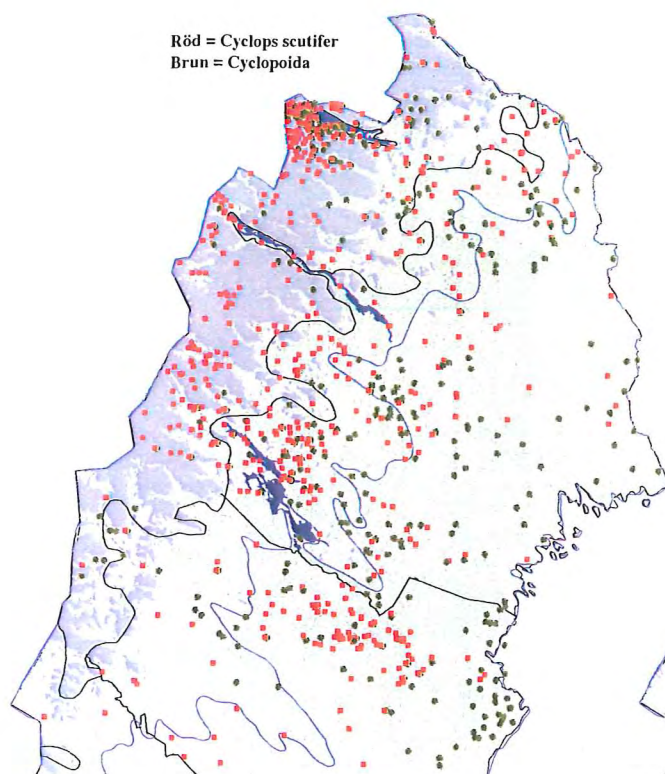 Röd = Cyclops scutifer
Brun = Cyclopoida